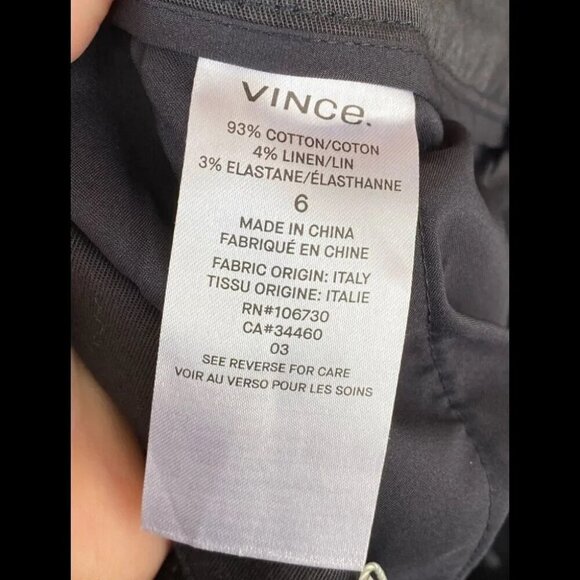 VINCe.
93% COTTON/COTON
4% LINEN/LIN
3% ELASTANE/ÉLASTHANNE
6
MADE IN CHINA
FABRIQUÉ EN CHINE
FABRIC ORIGIN: ITALY
TISSU ORIGINE: ITALIE
RN#106730
CA#34460
03
SEE REVERSE FOR CARE
VOIR AU VERSO POUR LES SOINS